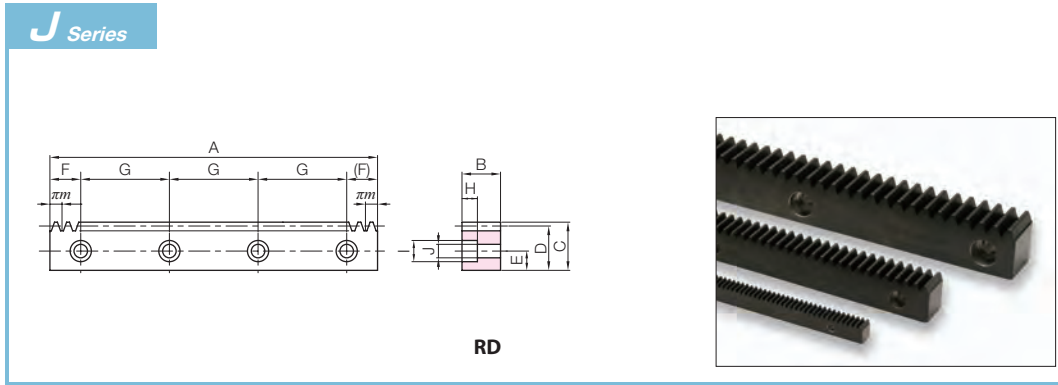 J Series
A
F G G G (F)
πm πm
B
H
I J E D C
RD